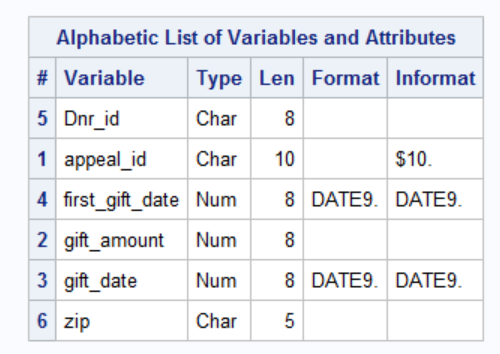 Alphabetic List of Variables and Attributes
# Variable Type Len Format Informat
5 Dnr_id Char 8
1 appeal_id Char 10 $10.
4 first_gift_date Num 8 DATE9. DATE9.
2 gift_amount Num 8
3 gift_date Num 8 DATE9. DATE9.
6 zip Char 5